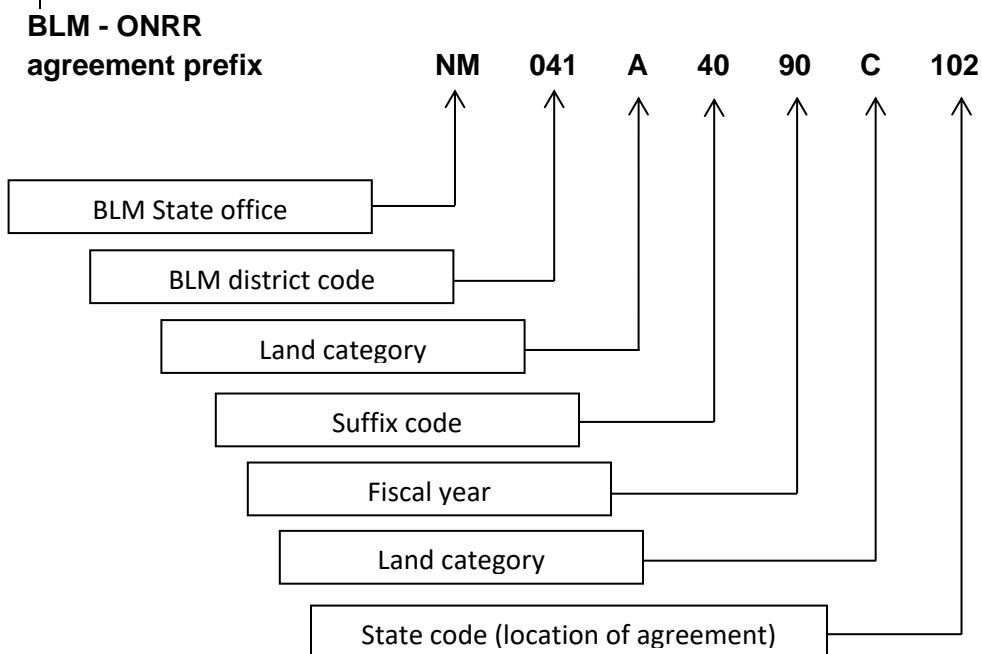 BLM - ONRR
agreement prefix NM 041 A 40 90 C 102
BLM State office
BLM district code
Land category
Suffix code
Fiscal year
Land category
State code (location of agreement)